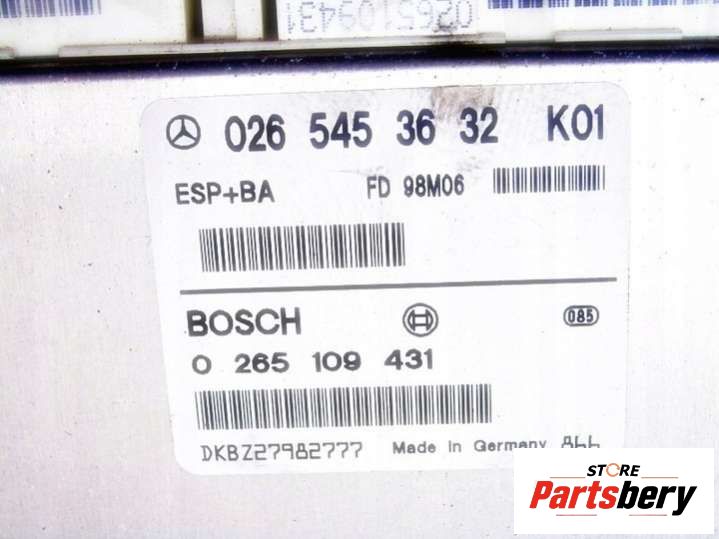 0265109431
026 545 36 32 K01
ESP+BA FD 98M06
BOSCH 085
0 265 109 431
DKBZ27982777 Made in Germany
STORE
Partsbery